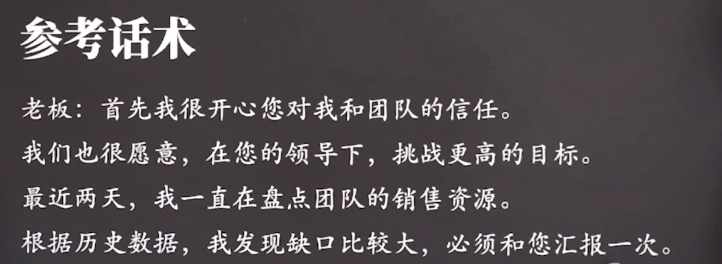 参考话术
老板：首先我很开心您对我和团队的信任。
我们也很愿意，在您的领导下，挑战更高的目标。
最近两天，我一直在盘点团队的销售资源。
根据历史数据，我发现缺口比较大，必须和您汇报一次。